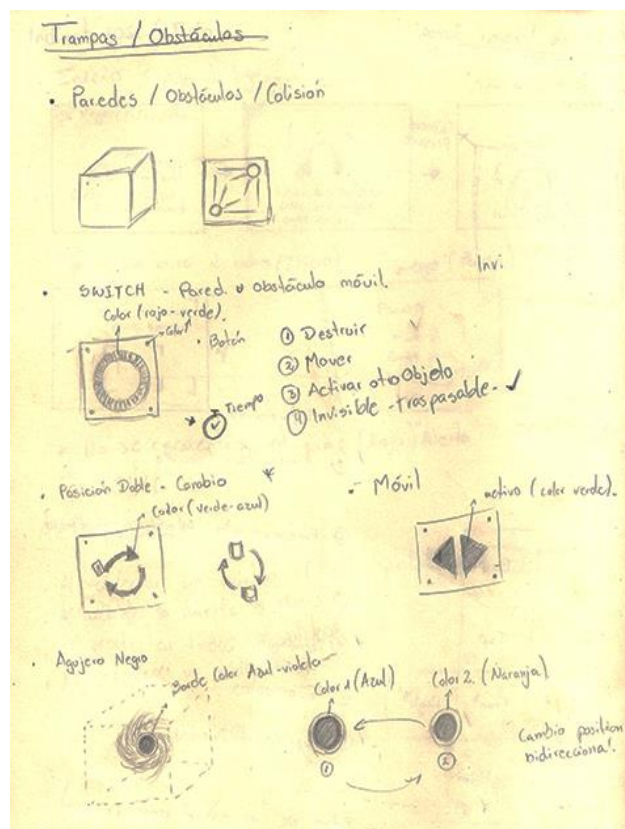 Trampas / Obstáculos
• Paredes / Obstáculos / Colisión
Invi.
• SWITCH - Pared u obstáculo móvil.
Color (rojo-verde).
• Botón
Tiempo
① Destruir
② Mover
③ Activar otro Objeto
④ Invisible - traspasable - ✓
• Posición Doble - Cambio *
Color (verde-azul)
• - Móvil
activo (color verde).
• Agujero Negro
Borde Color Azul-violeta
Color 1 (Azul)
Color 2. (Naranja)
① ②
Cambio position
bidireccional.